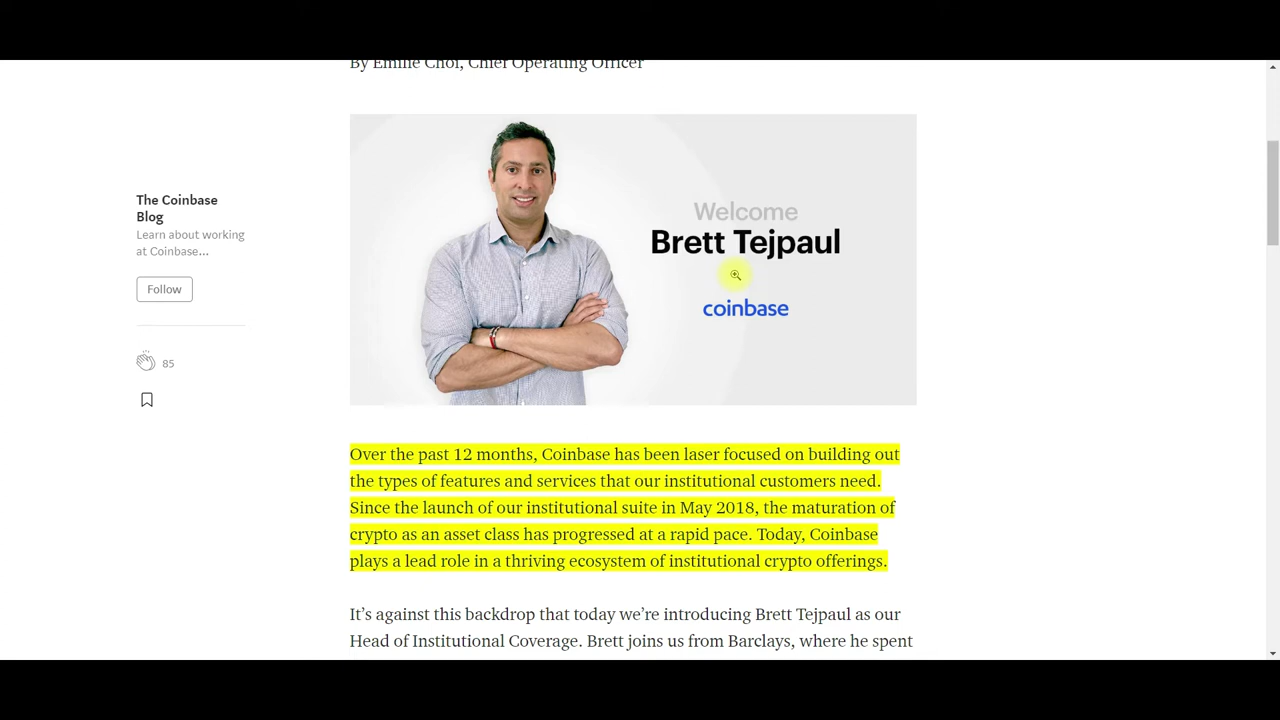 By Emilie Choi, Chief Operating Officer
Welcome
Brett Tejpaul
coinbase
The Coinbase
Blog
Learn about working
at Coinbase...
Follow
85
Over the past 12 months, Coinbase has been laser focused on building out
the types of features and services that our institutional customers need.
Since the launch of our institutional suite in May 2018, the maturation of
crypto as an asset class has progressed at a rapid pace. Today, Coinbase
plays a lead role in a thriving ecosystem of institutional crypto offerings.
It’s against this backdrop that today we’re introducing Brett Tejpaul as our
Head of Institutional Coverage. Brett joins us from Barclays, where he spent